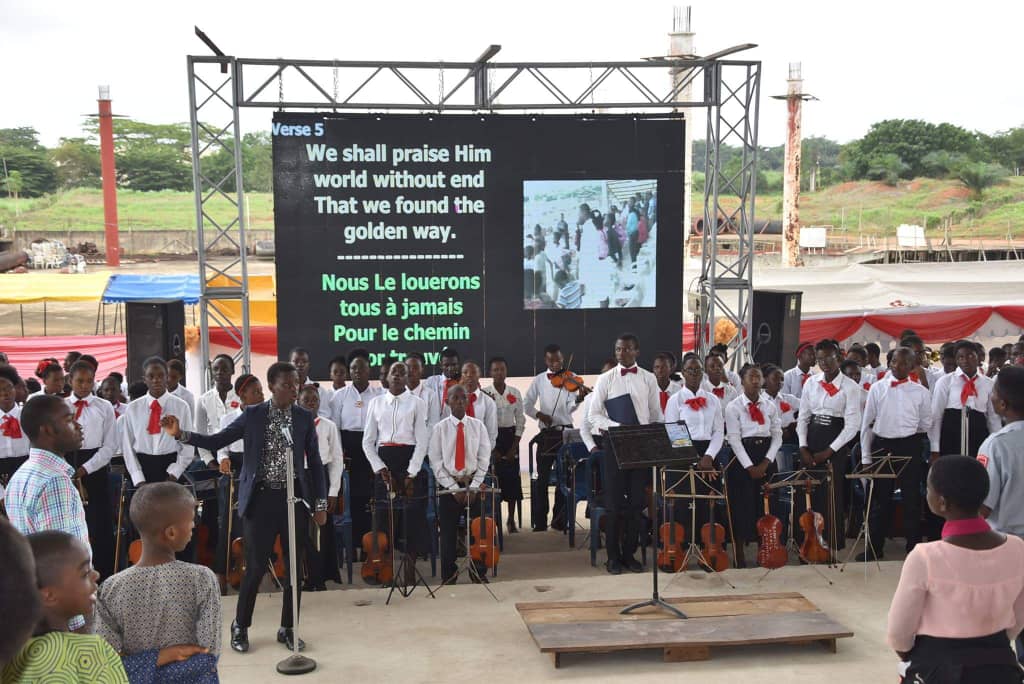 Verse 5
We shall praise Him
world without end
That we found the
golden way.
---------------
Nous Le louerons
tous à jamais
Pour le chemin